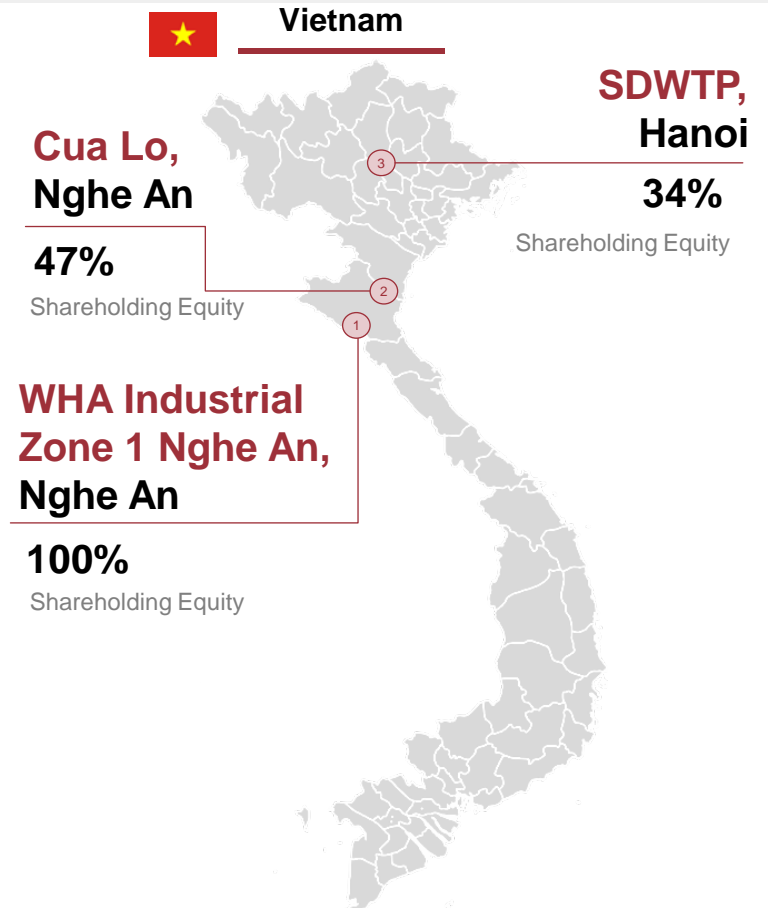 Vietnam
SDWTP,
Hanoi
34%
Shareholding Equity
3
Cua Lo,
Nghe An
47%
Shareholding Equity
2
1
WHA Industrial
Zone 1 Nghe An,
Nghe An
100%
Shareholding Equity